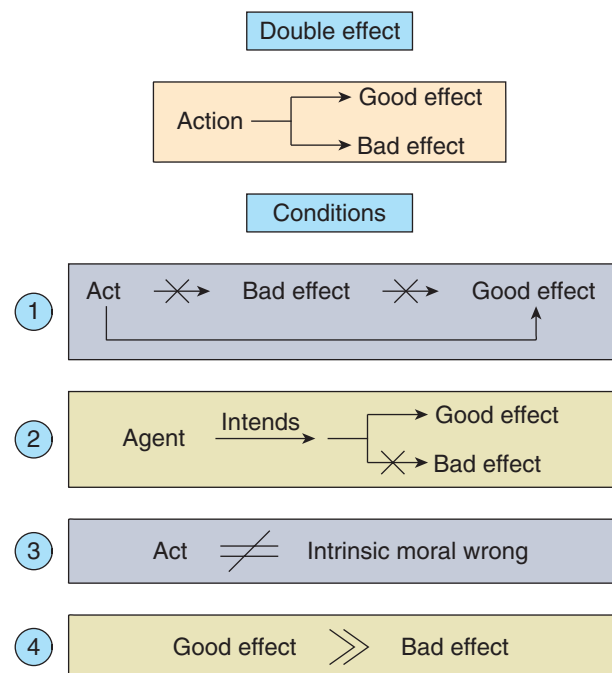 Double effect
Good effect
Action
Bad effect
Conditions
1
Act Bad effect Good effect
2
Agent Intends Good effect
Bad effect
3
Act Intrinsic moral wrong
4
Good effect Bad effect